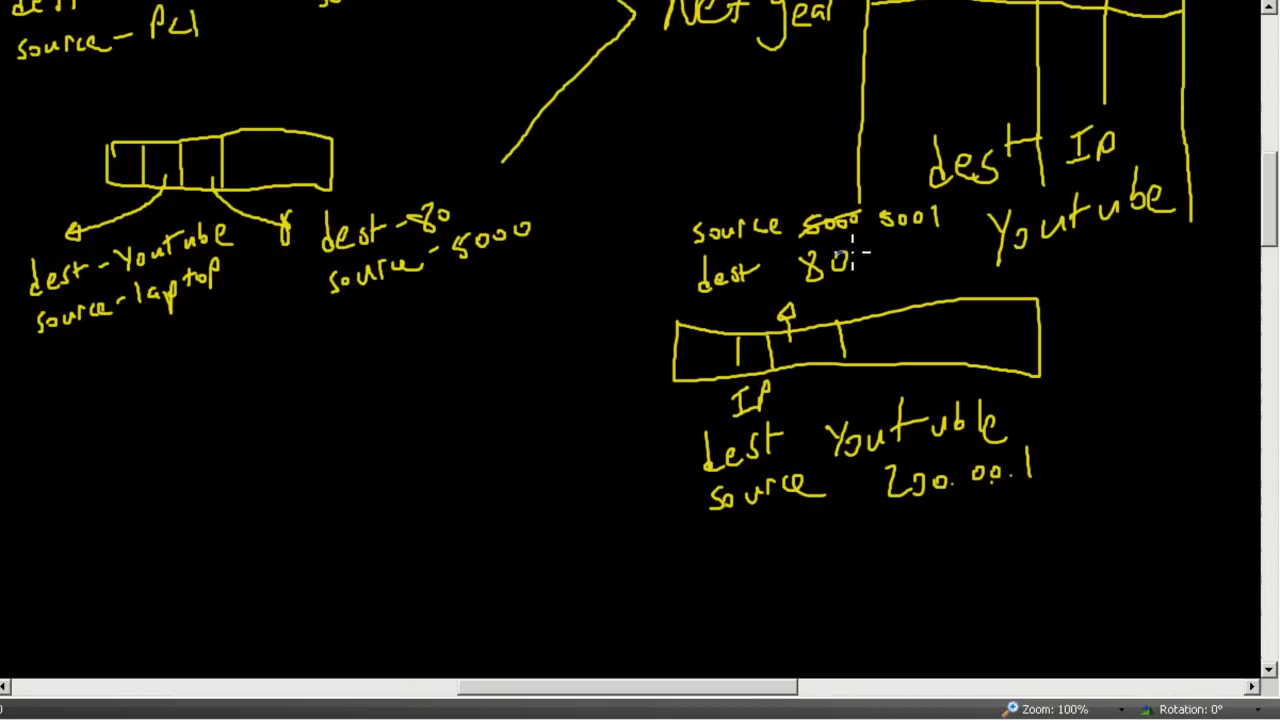 source - PC1
Net gear
dest IP
Youtube
dest - Youtube
source - laptop
dest - 80
source - 5000
source 5000 5001
dest 80
IP
dest Youtuble
source 200.00.1
Zoom: 100%
Rotation: 0°